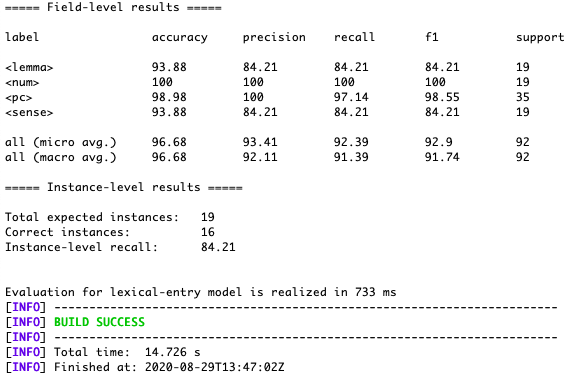 ===== Field-level results =====
label accuracy precision recall f1 support
<lemma> 93.88 84.21 84.21 84.21 19
<num> 100 100 100 100 19
<pc> 98.98 100 97.14 98.55 35
<sense> 93.88 84.21 84.21 84.21 19
all (micro avg.) 96.68 93.41 92.39 92.9 92
all (macro avg.) 96.68 92.11 91.39 91.74 92
===== Instance-level results =====
Total expected instances: 19
Correct instances: 16
Instance-level recall: 84.21
Evaluation for lexical-entry model is realized in 733 ms
[INFO] ------------------------------------------------------------------------
[INFO] BUILD SUCCESS
[INFO] ------------------------------------------------------------------------
[INFO] Total time: 14.726 s
[INFO] Finished at: 2020-08-29T13:47:02Z